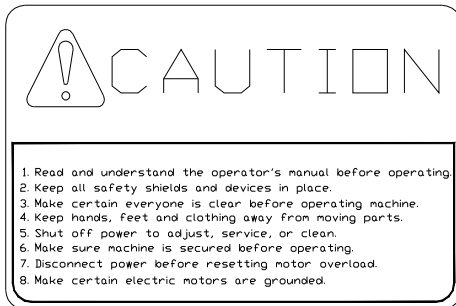 CAUTION
1. Read and understand the operator's manual before operating.
2. Keep all safety shields and devices in place.
3. Make certain everyone is clear before operating machine.
4. Keep hands, feet and clothing away from moving parts.
5. Shut off power to adjust, service, or clean.
6. Make sure machine is secured before operating.
7. Disconnect power before resetting motor overload.
8. Make certain electric motors are grounded.